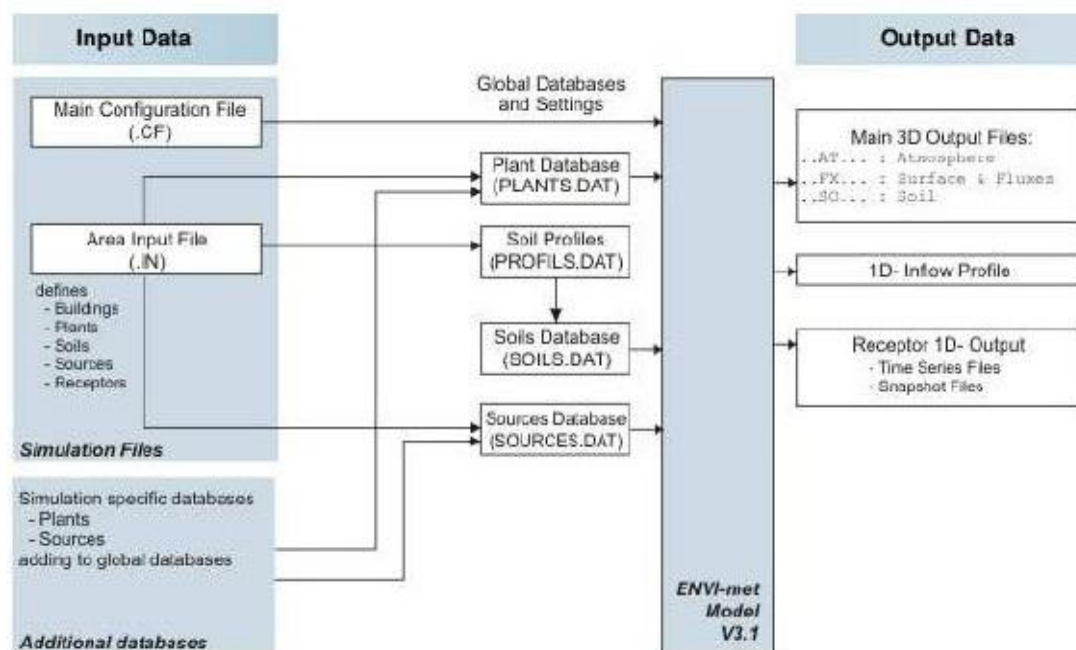 Input Data
Main Configuration File
(.CF)
Area Input File
(.IN)
defines
- Buildings
- Plants
- Soils
- Sources
- Receptors
Simulation Files
Simulation specific databases
- Plants
- Sources
adding to global databases
Additional databases
Global Databases
and Settings
Plant Database
(PLANTS.DAT)
Soil Profiles
(PROFILS.DAT)
Soils Database
(SOILS.DAT)
Sources Database
(SOURCES.DAT)
ENVI-met
Model
V3.1
Output Data
Main 3D Output Files:
..AT... : Atmosphere
..FX... : Surface & Fluxes
..SO... : Soil
1D- Inflow Profile
Receptor 1D- Output
- Time Series Files
- Snapshot Files